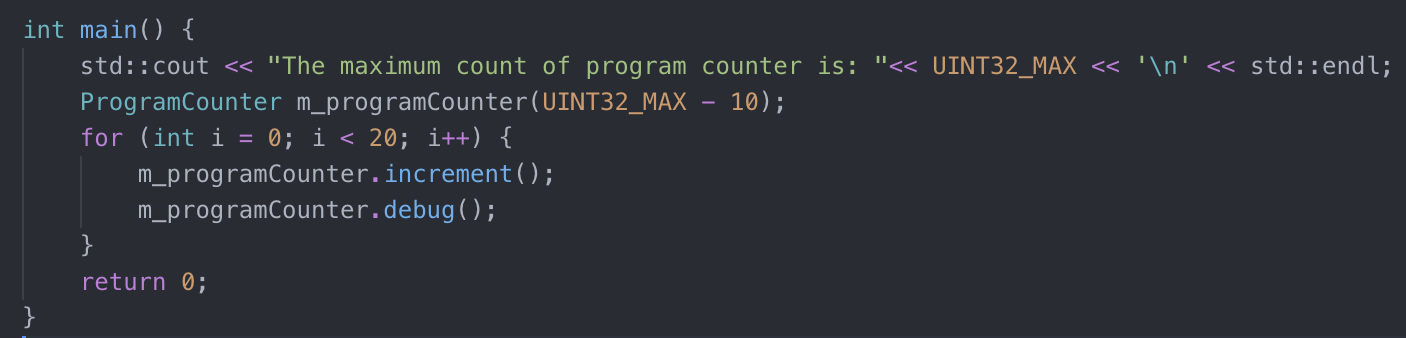 int main() {
    std::cout << "The maximum count of program counter is: "<< UINT32_MAX << '\n' << std::endl;
    ProgramCounter m_programCounter(UINT32_MAX - 10);
    for (int i = 0; i < 20; i++) {
        m_programCounter.increment();
        m_programCounter.debug();
    }
    return 0;
}